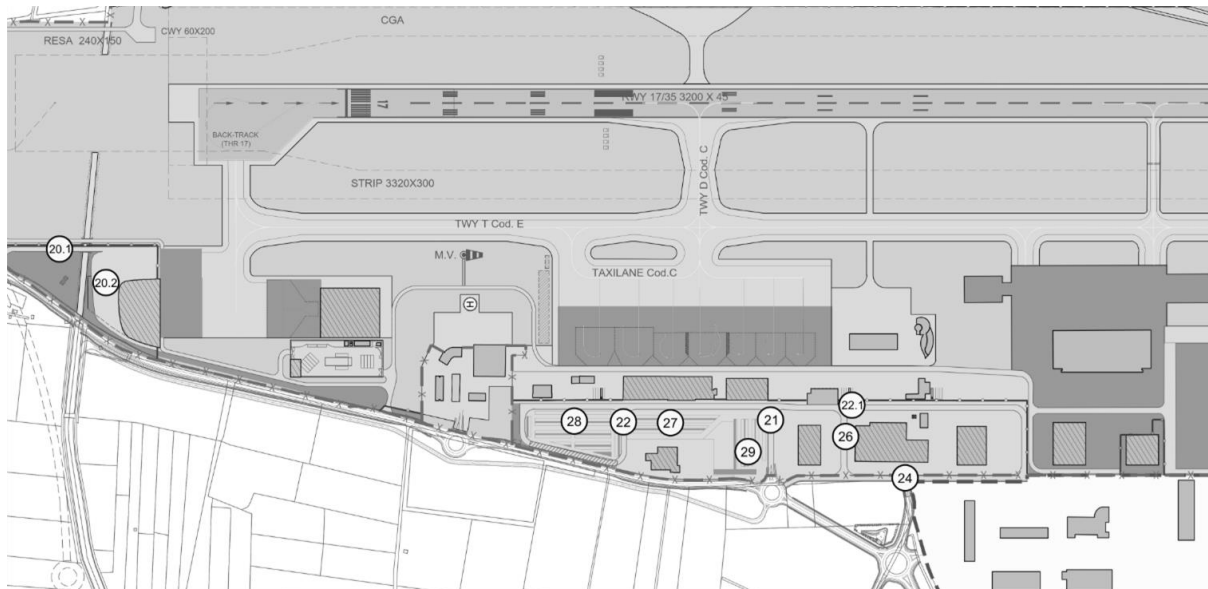 CGA
CWY 60X200
RESA 240X150
17
RWY 17/35 3200 X 45
BACK-TRACK
(THR 17)
STRIP 3320X300
TWY D Cod. C
TWY T Cod. E
20.1
M.V.
TAXILANE Cod.C
20.2
H
22.1
28
22
27
21
26
29
24